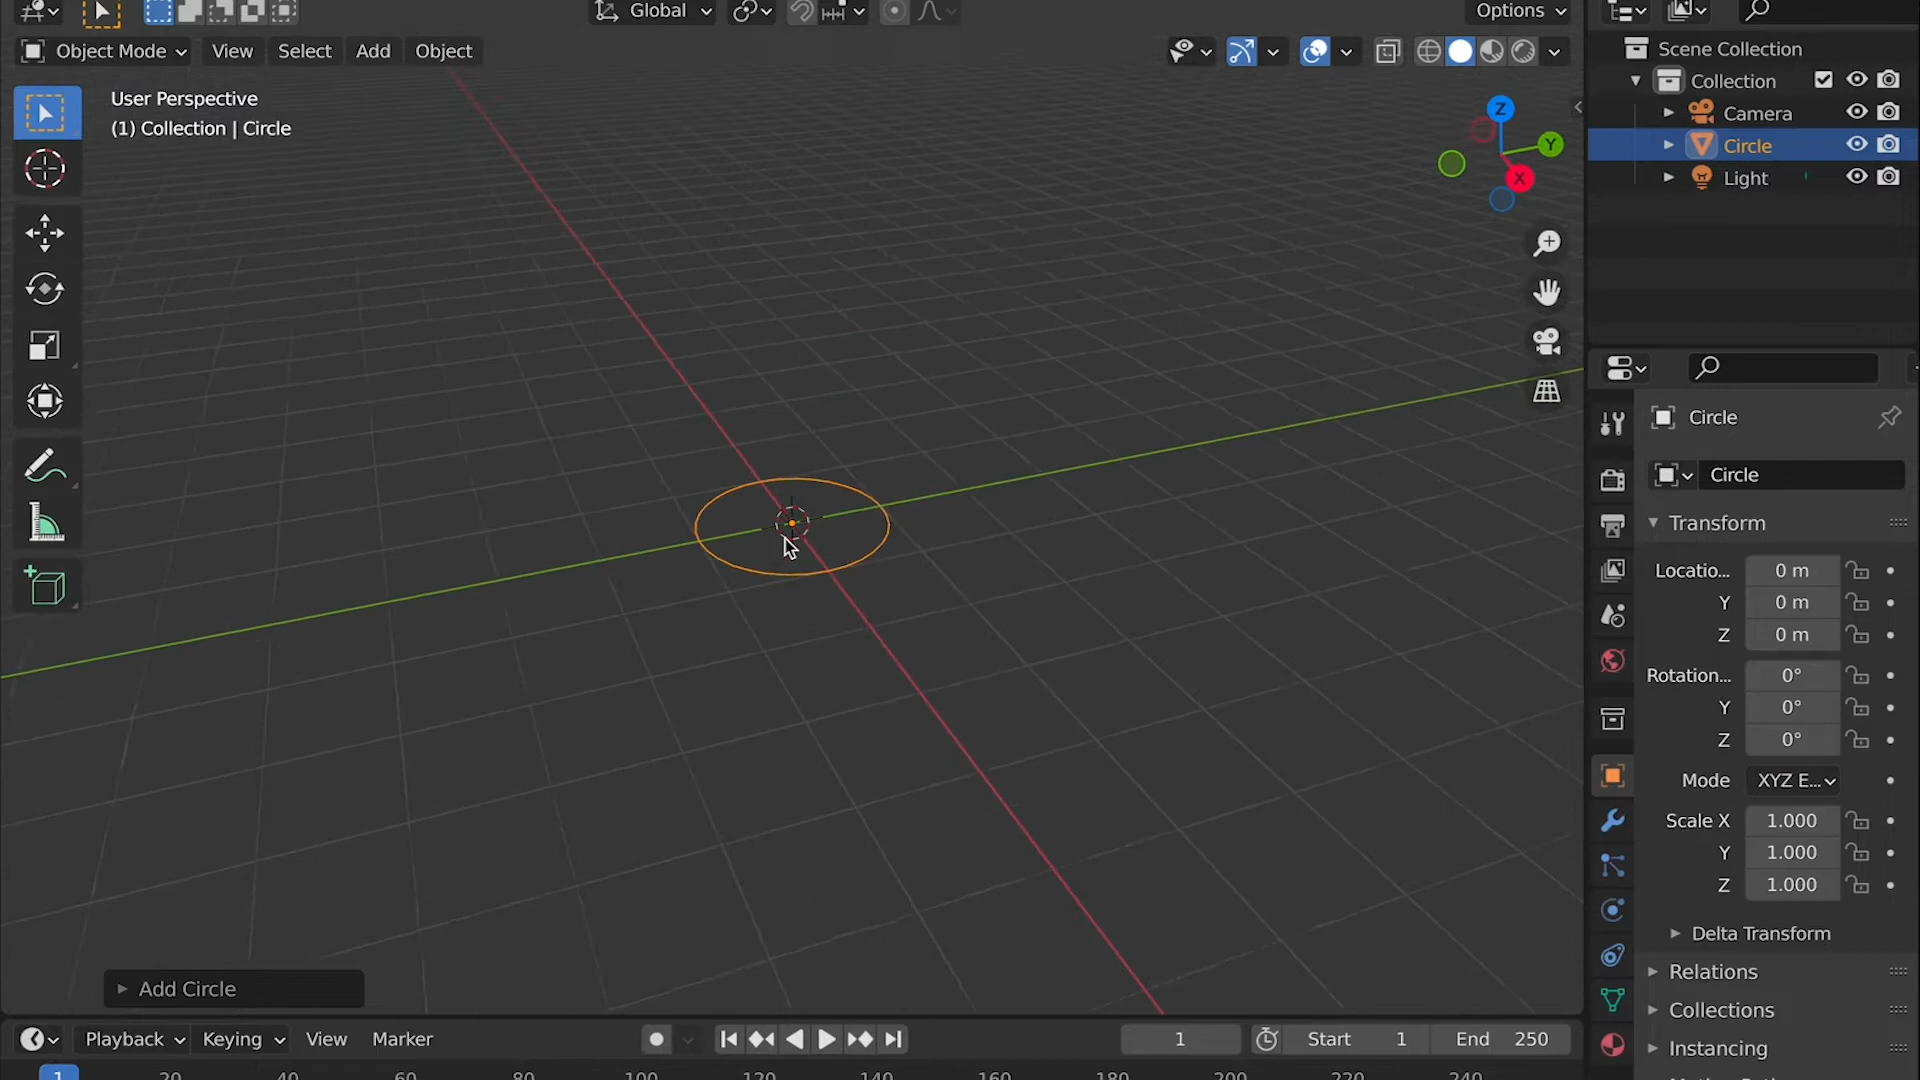 Global
Options
Object Mode View Select Add Object
User Perspective
(1) Collection | Circle
Z
Y
X
Scene Collection
Collection
Camera
Circle
Light
Circle
Circle
Transform
Locatio... 0 m
Y 0 m
Z 0 m
Rotation... 0°
Y 0°
Z 0°
Mode XYZ E...
Scale X 1.000
Y 1.000
Z 1.000
Delta Transform
Relations
Collections
Instancing
Add Circle
Playback Keying View Marker
1 Start 1 End 250
1 20 40 60 80 100 120 140 160 180 200 220 240